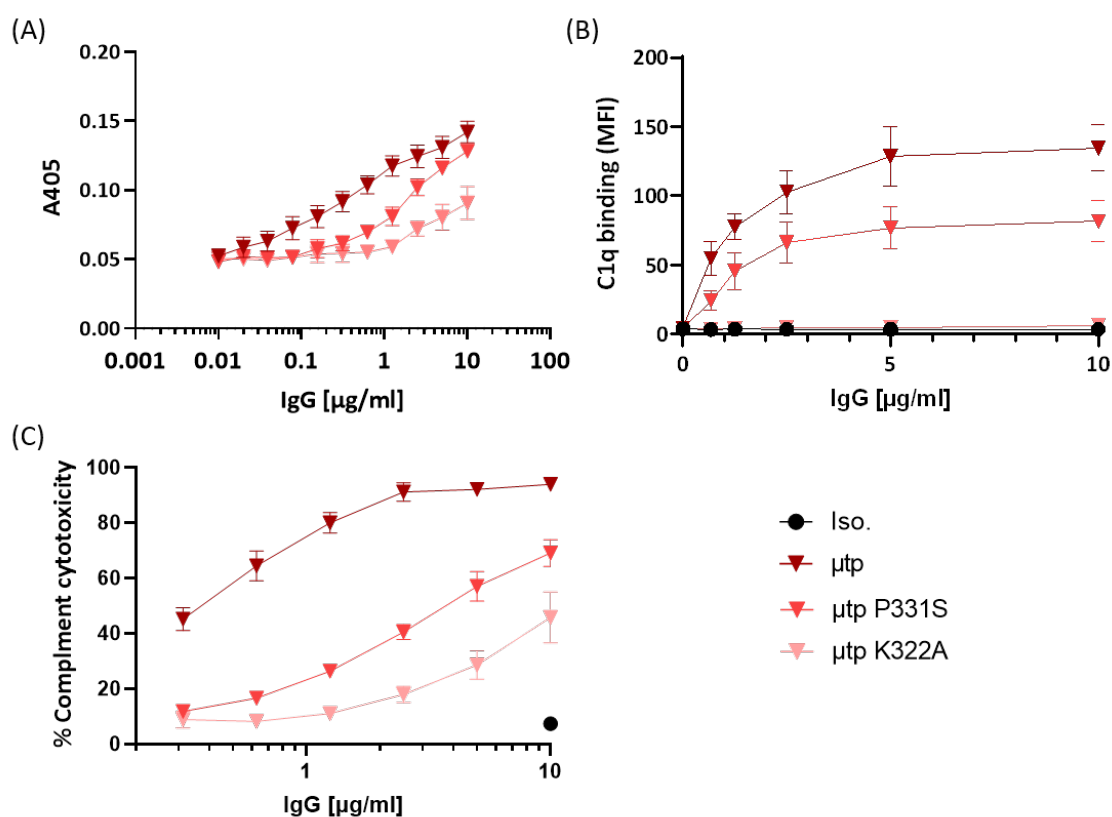 (A)
A405
0.20
0.15
0.10
0.05
0.00
0.001 0.01 0.1 1 10 100
IgG [µg/ml]
(B)
C1q binding (MFI)
200
150
100
50
0
0 5 10
IgG [µg/ml]
(C)
% Complment cytotoxicity
100
80
60
40
20
0
1 10
IgG [µg/ml]
Iso.
µtp
µtp P331S
µtp K322A